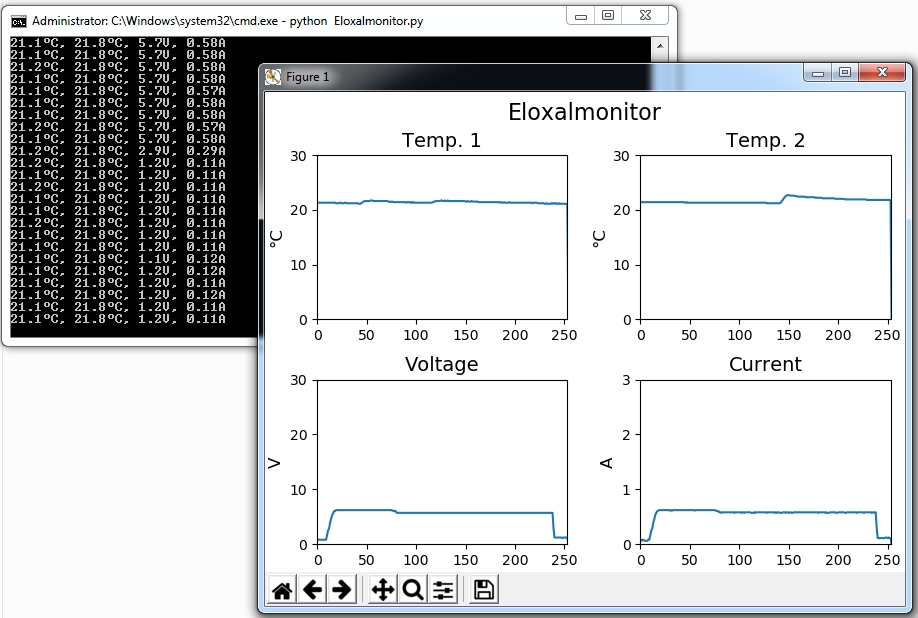 Administrator: C:\Windows\system32\cmd.exe - python  Eloxalmonitor.py
21.1ºC, 21.8ºC, 5.7V, 0.58A
21.1ºC, 21.8ºC, 5.7V, 0.58A
21.2ºC, 21.8ºC, 5.7V, 0.58A
21.2ºC, 21.8ºC, 5.7V, 0.58A
21.1ºC, 21.8ºC, 5.7V, 0.57A
21.1ºC, 21.8ºC, 5.7V, 0.58A
21.1ºC, 21.8ºC, 5.7V, 0.58A
21.2ºC, 21.8ºC, 5.7V, 0.57A
21.1ºC, 21.8ºC, 5.7V, 0.58A
21.2ºC, 21.8ºC, 2.9V, 0.29A
21.2ºC, 21.8ºC, 1.2V, 0.11A
21.1ºC, 21.8ºC, 1.2V, 0.11A
21.2ºC, 21.8ºC, 1.2V, 0.11A
21.1ºC, 21.8ºC, 1.2V, 0.11A
21.1ºC, 21.8ºC, 1.2V, 0.11A
21.2ºC, 21.8ºC, 1.2V, 0.11A
21.1ºC, 21.8ºC, 1.2V, 0.11A
21.1ºC, 21.8ºC, 1.2V, 0.11A
21.1ºC, 21.8ºC, 1.1V, 0.12A
21.1ºC, 21.8ºC, 1.2V, 0.12A
21.1ºC, 21.8ºC, 1.2V, 0.11A
21.1ºC, 21.8ºC, 1.2V, 0.12A
21.1ºC, 21.8ºC, 1.2V, 0.11A
21.1ºC, 21.8ºC, 1.2V, 0.11A
Figure 1
Eloxalmonitor
Temp. 1
30
20
10
0
°C
0 50 100 150 200 250
Temp. 2
30
20
10
0
°C
0 50 100 150 200 250
Voltage
30
20
10
0
V
0 50 100 150 200 250
Current
3
2
1
0
A
0 50 100 150 200 250